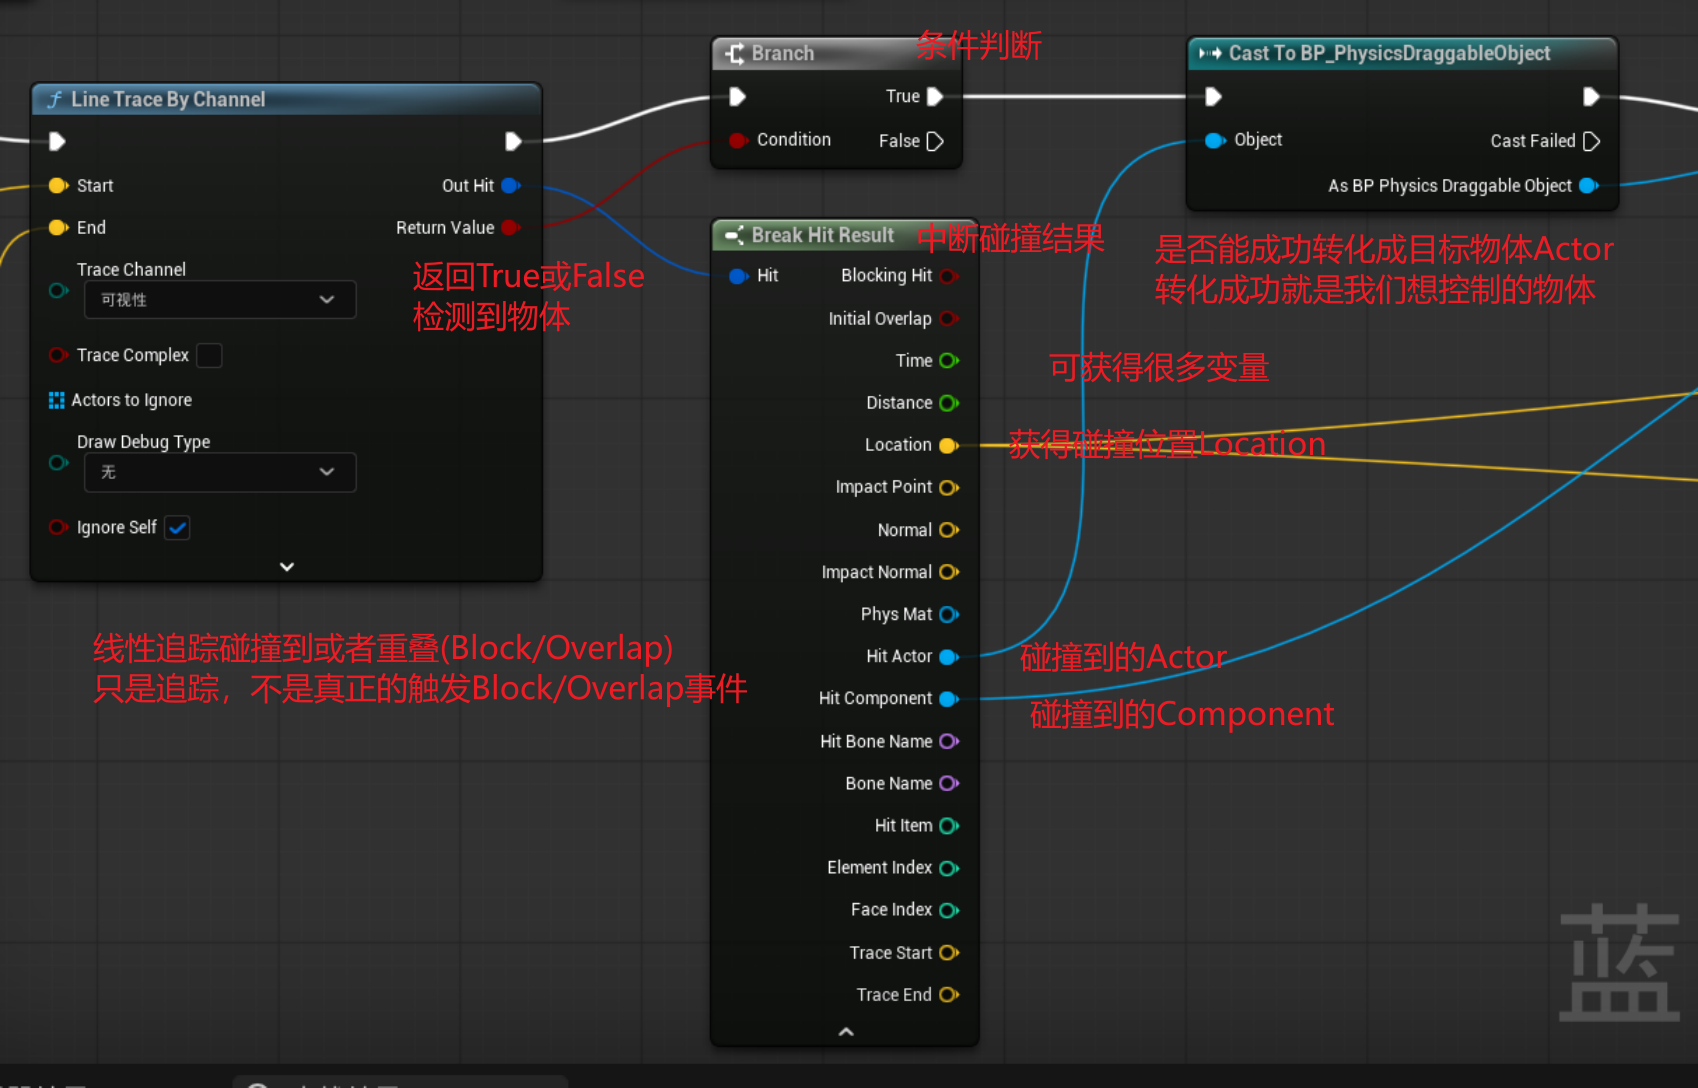 Line Trace By Channel
Start
End
Trace Channel
可视性
Trace Complex
Actors to Ignore
Draw Debug Type
无
Ignore Self
Out Hit
Return Value
返回True或False
检测到物体
线性追踪碰撞到或者重叠(Block/Overlap)
只是追踪，不是真正的触发Block/Overlap事件
Branch
条件判断
True
Condition
False
Break Hit Result
中断碰撞结果
Hit
Blocking Hit
Initial Overlap
Time
Distance
Location
Impact Point
Normal
Impact Normal
Phys Mat
Hit Actor
Hit Component
Hit Bone Name
Bone Name
Hit Item
Element Index
Face Index
Trace Start
Trace End
Cast To BP_PhysicsDraggableObject
Object
Cast Failed
As BP Physics Draggable Object
是否能成功转化成目标物体Actor
转化成功就是我们想控制的物体
可获得很多变量
获得碰撞位置Location
碰撞到的Actor
碰撞到的Component
蓝